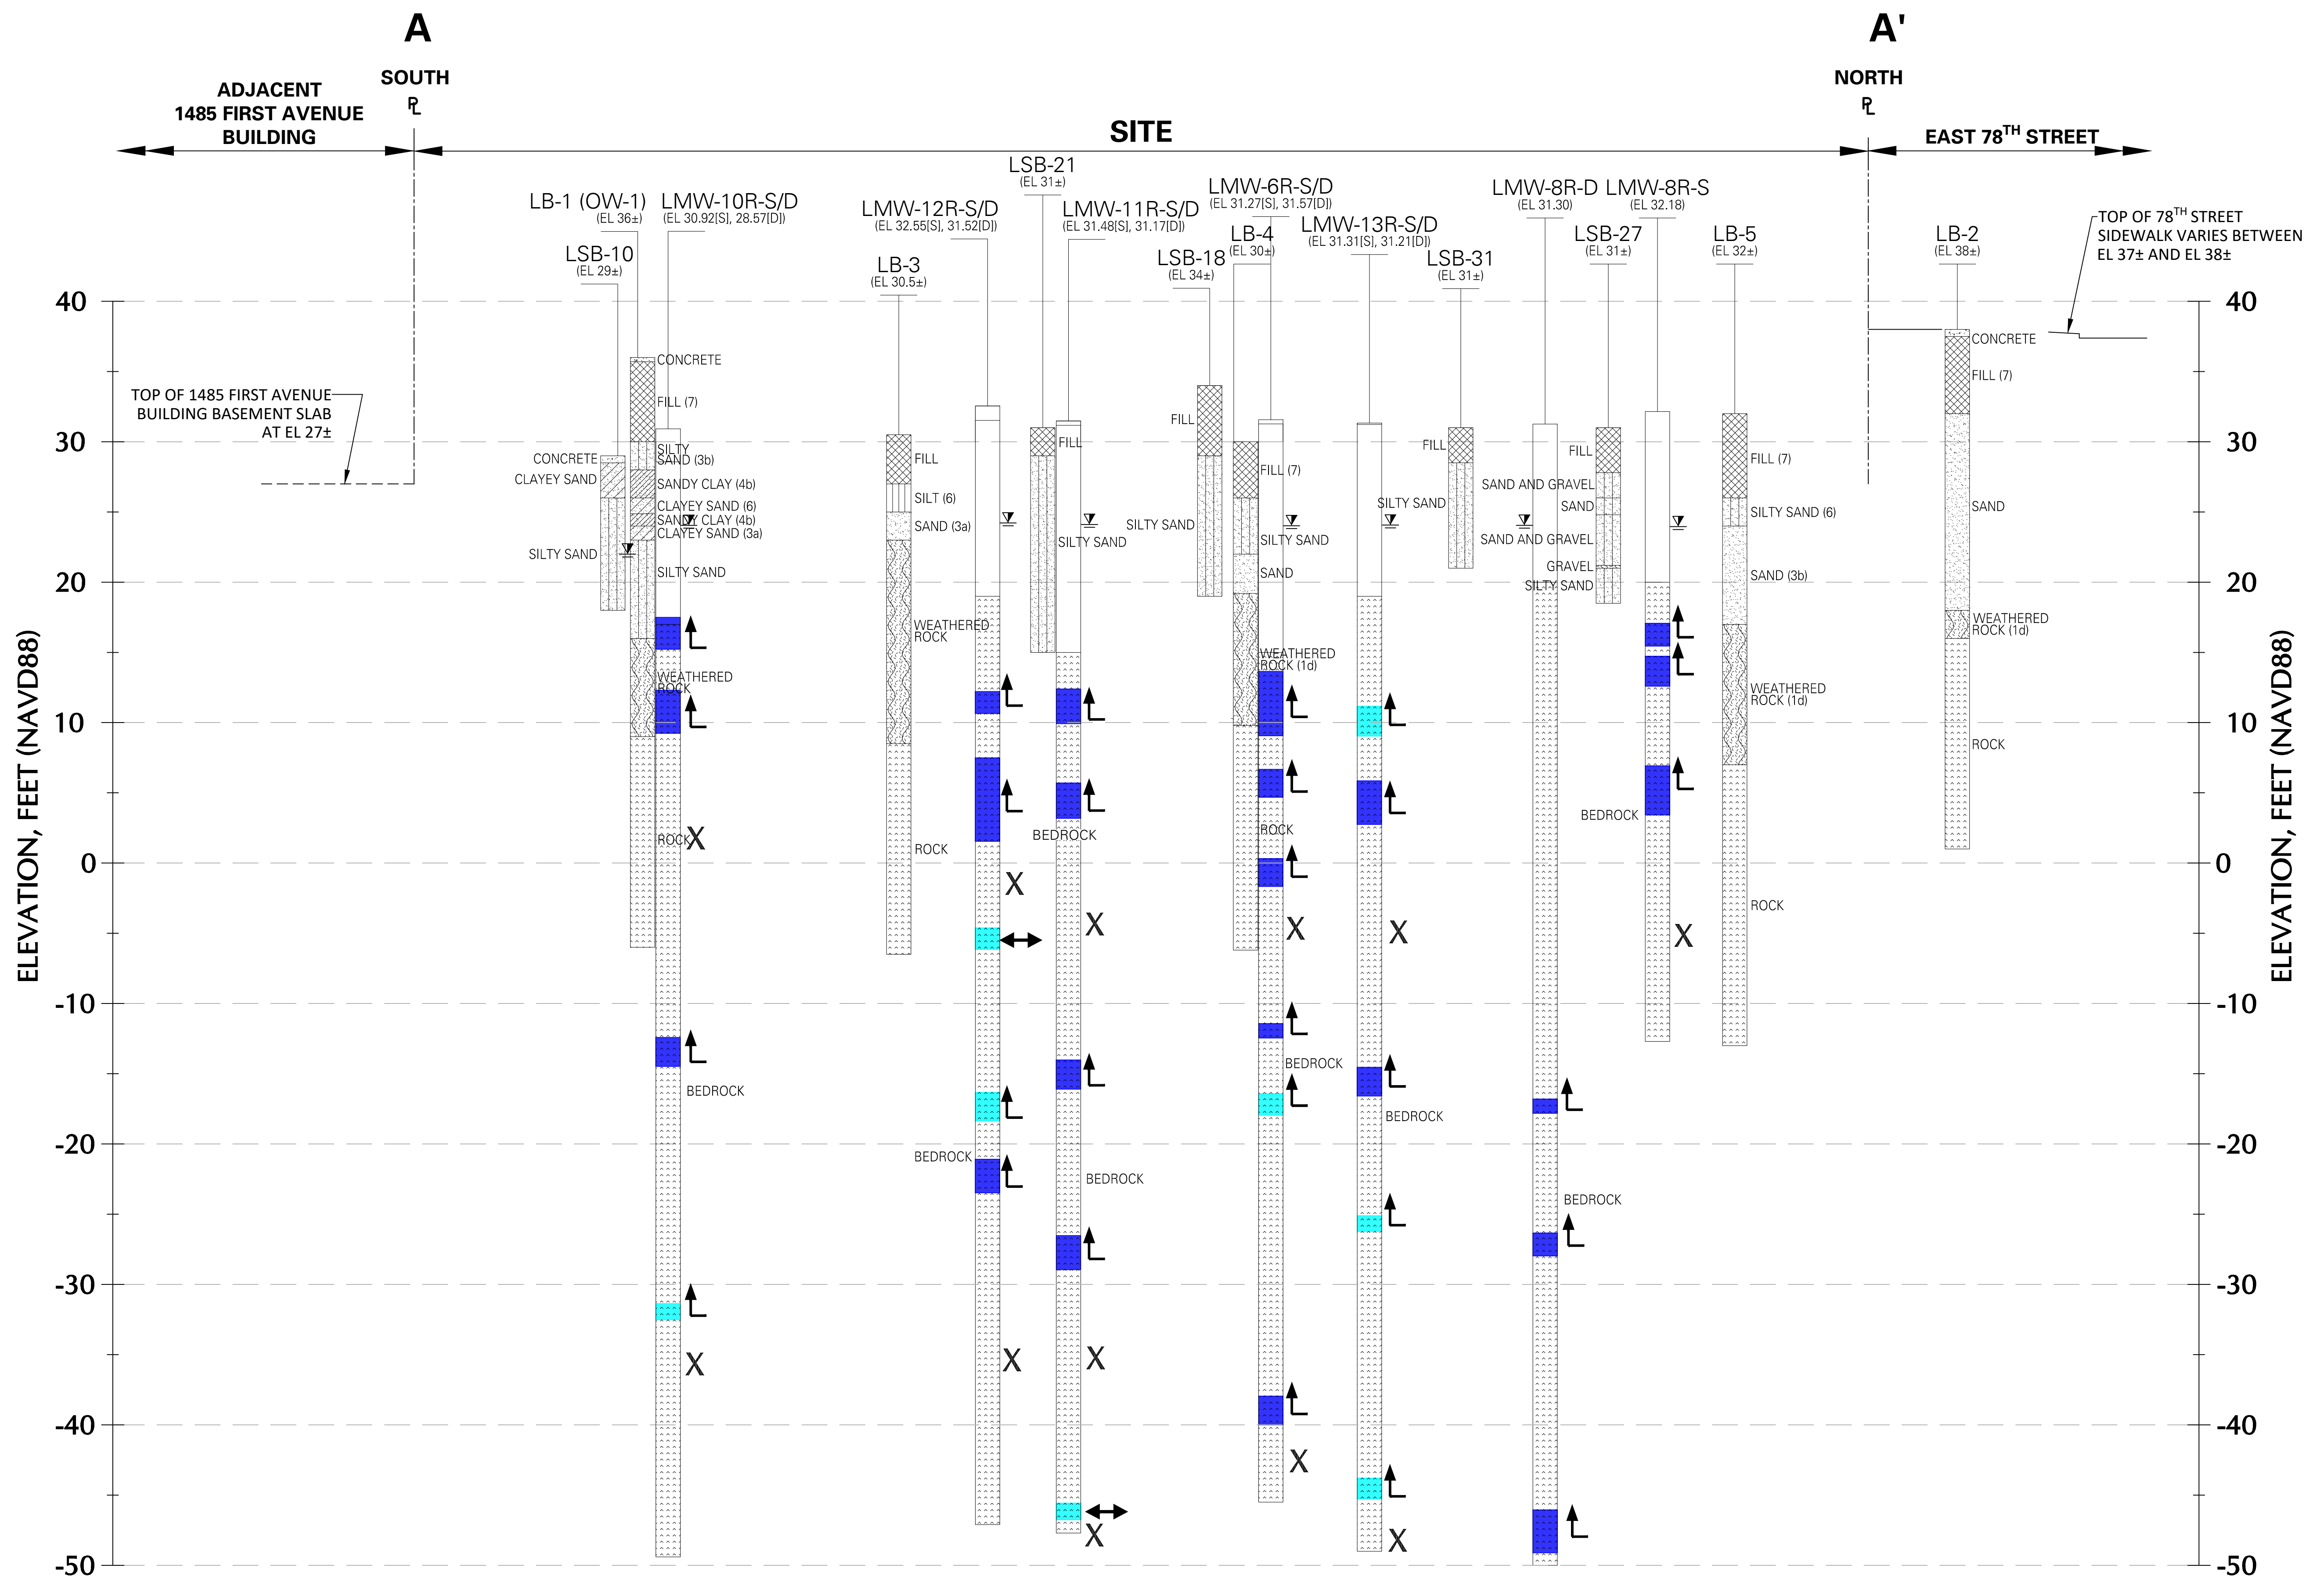 A
A'
SOUTH
NORTH
ADJACENT
1485 FIRST AVENUE
BUILDING
SITE
EAST 78TH STREET
LSB-21
(EL 31±)
LB-1 (OW-1)
(EL 36±)
LMW-10R-S/D
(EL 30.92[S], 28.57[D])
LMW-12R-S/D
(EL 32.55[S], 31.52[D])
LMW-11R-S/D
(EL 31.48[S], 31.17[D])
LMW-6R-S/D
(EL 31.27[S], 31.57[D])
LMW-13R-S/D
(EL 31.31[S], 31.21[D])
LMW-8R-D
(EL 31.30)
LMW-8R-S
(EL 32.18)
LSB-10
(EL 29±)
LB-3
(EL 30.5±)
LSB-18
(EL 34±)
LB-4
(EL 30±)
LSB-31
(EL 31±)
LSB-27
(EL 31±)
LB-5
(EL 32±)
LB-2
(EL 38±)
TOP OF 78TH STREET
SIDEWALK VARIES BETWEEN
EL 37± AND EL 38±
TOP OF 1485 FIRST AVENUE
BUILDING BASEMENT SLAB
AT EL 27±
ELEVATION, FEET (NAVD88)
40
30
20
10
0
-10
-20
-30
-40
-50
CONCRETE
CLAYEY SAND
SILTY SAND
CONCRETE
FILL (7)
SILTY
SAND (3b)
SANDY CLAY (4b)
CLAYEY SAND (6)
SANDY CLAY (4b)
CLAYEY SAND (3a)
SILTY SAND
WEATHERED
ROCK
ROCK
X
BEDROCK
X
FILL
SILT (6)
SAND (3a)
WEATHERED
ROCK
ROCK
X
BEDROCK
X
FILL
SILTY SAND
BEDROCK
X
BEDROCK
X
X
FILL
SILTY SAND
FILL (7)
SILTY SAND
SAND
WEATHERED
ROCK (1d)
ROCK
X
BEDROCK
X
X
BEDROCK
X
FILL
SILTY SAND
BEDROCK
FILL
SAND AND GRAVEL
SAND
SAND AND GRAVEL
GRAVEL
SILTY SAND
BEDROCK
X
FILL (7)
SILTY SAND (6)
SAND (3b)
WEATHERED
ROCK (1d)
ROCK
CONCRETE
FILL (7)
SAND
WEATHERED
ROCK (1d)
ROCK
40
30
20
10
0
-10
-20
-30
-40
-50
ELEVATION, FEET (NAVD88)